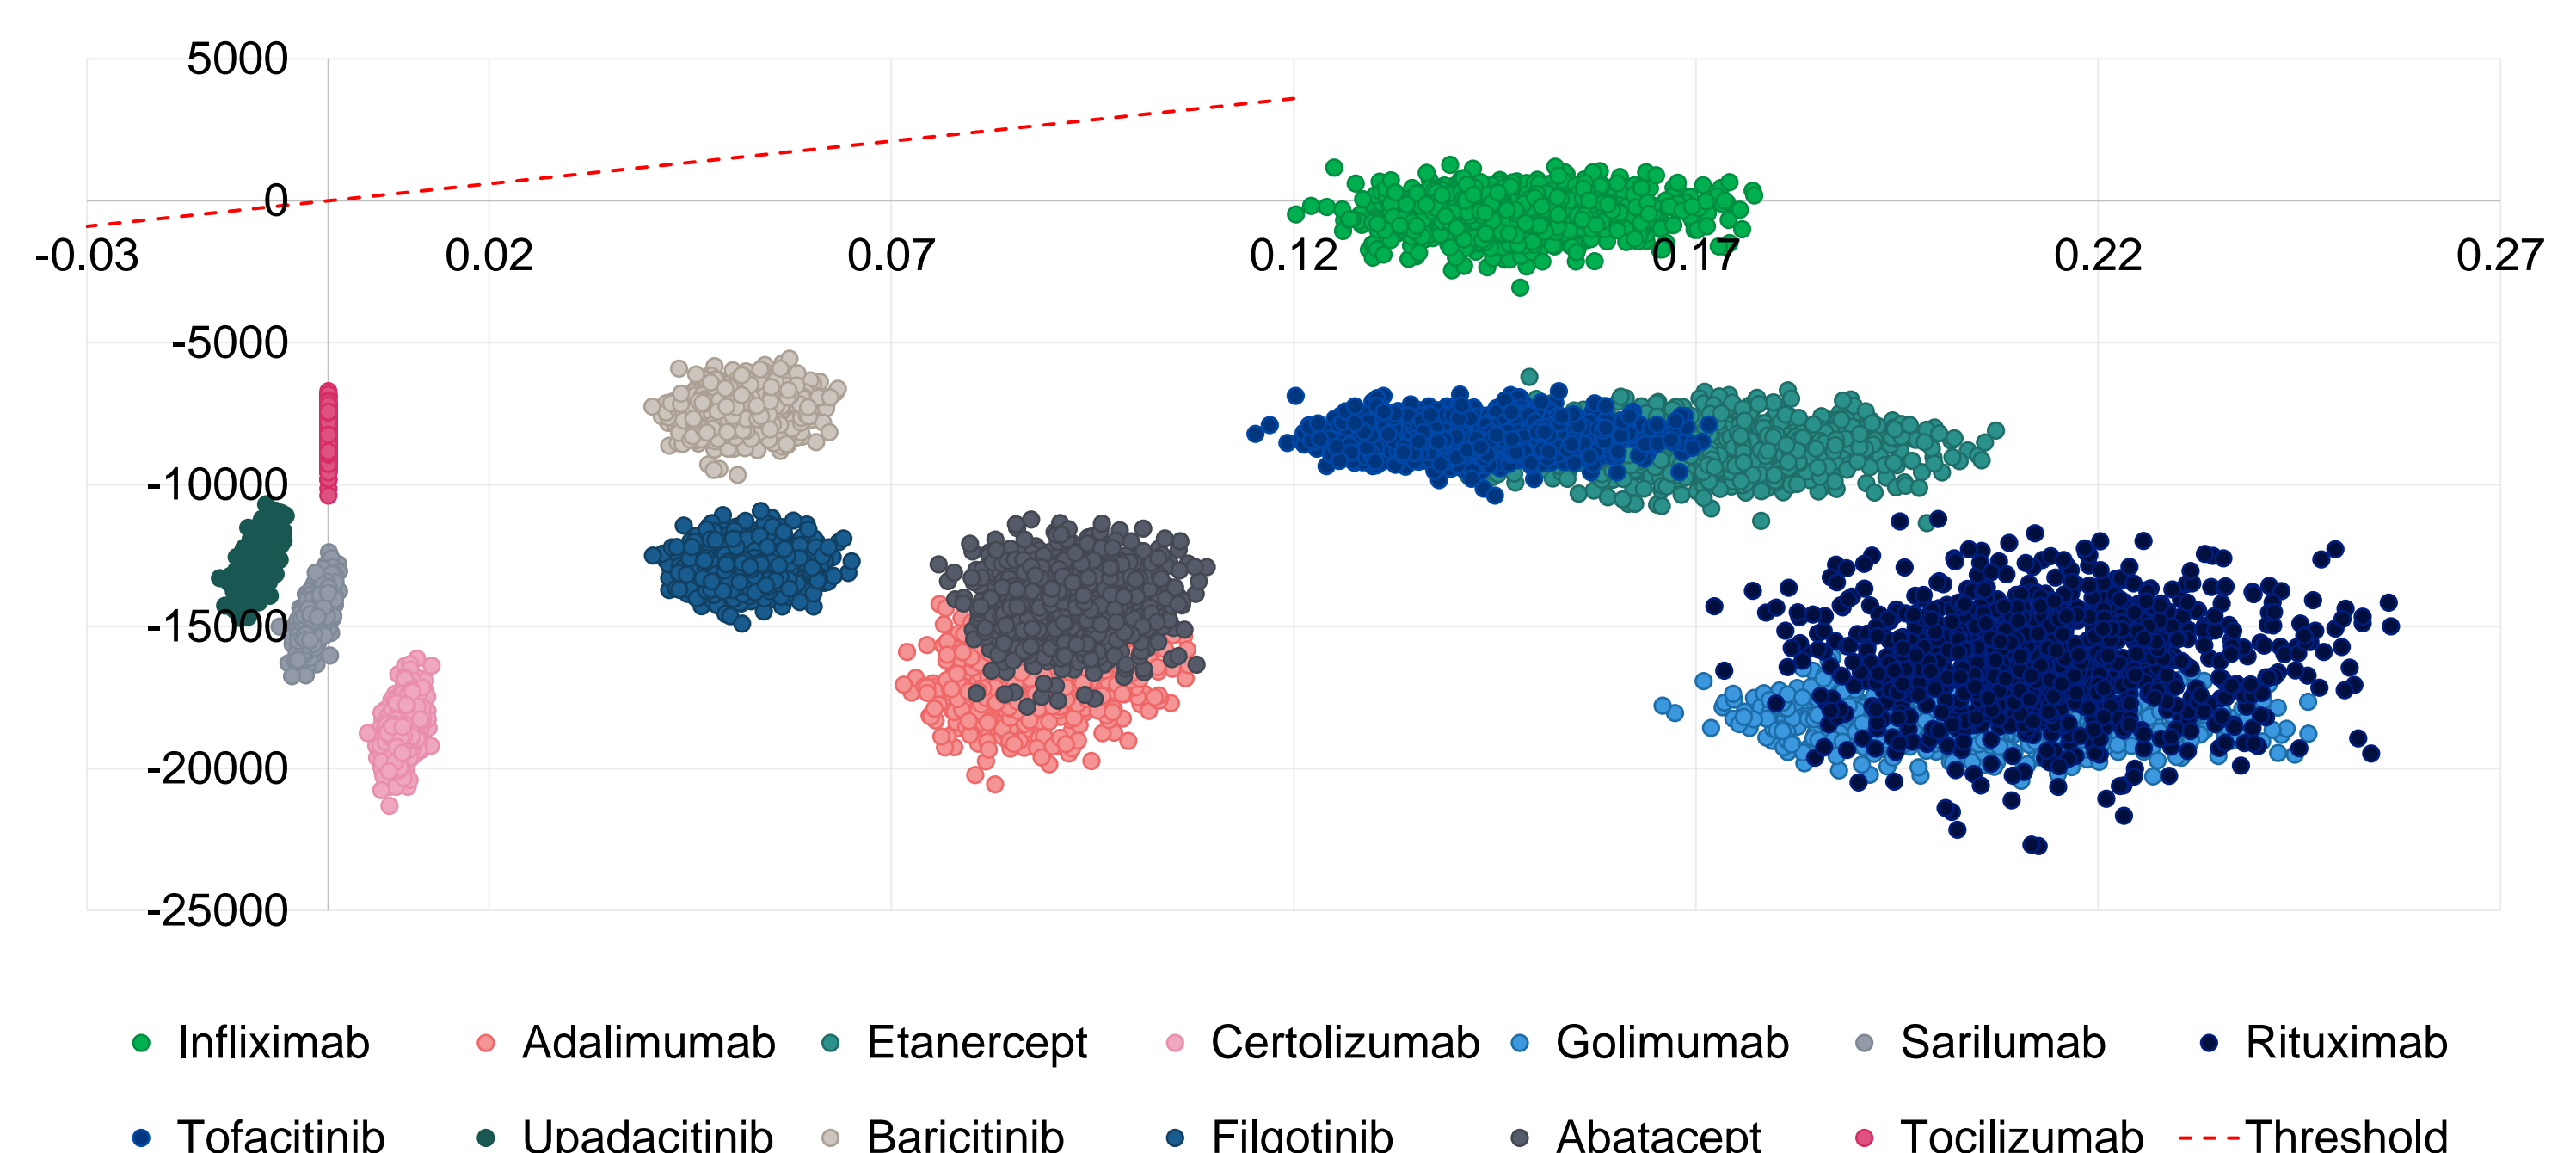 5000
0
-0.03 0.02 0.07 0.12 0.17 0.22 0.27
-5000
-10000
-15000
-20000
-25000
Infliximab Adalimumab Etanercept Certolizumab Golimumab Sarilumab Rituximab
Tofacitinib Upadacitinib Baricitinib Filgotinib Abatacept Tocilizumab Threshold